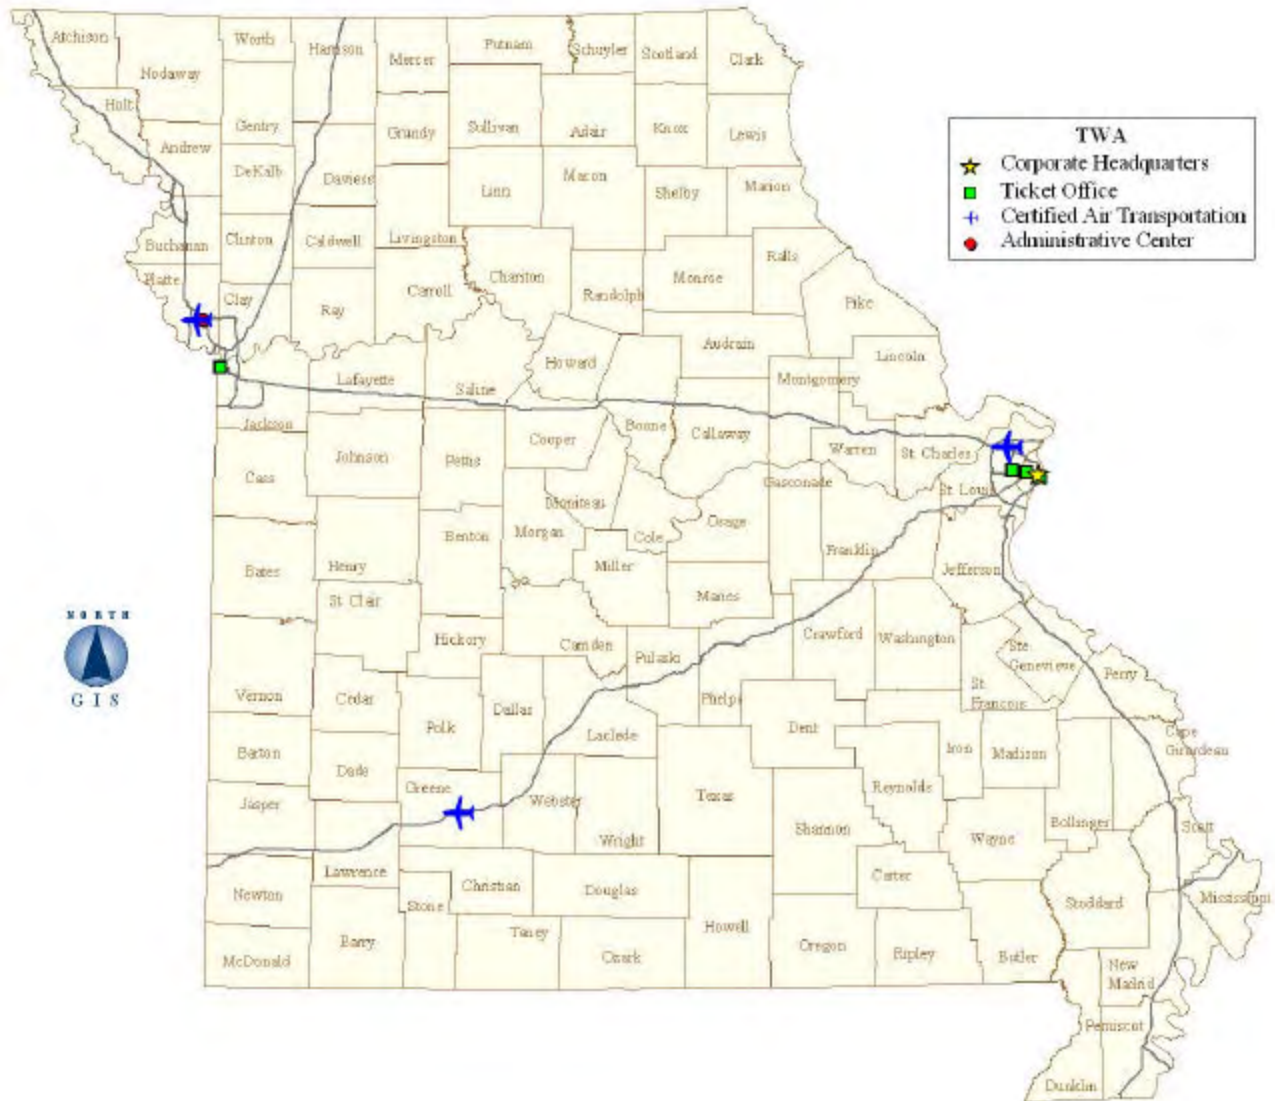 Atchison
Nodaway
Worth
Harrison
Mercer
Putnam
Schuyler
Scotland
Clark
Holt
Andrew
Gentry
DeKalb
Daviess
Grundy
Sullivan
Adair
Knox
Lewis
Linn
Macon
Shelby
Marion
Buchanan
Clinton
Caldwell
Livingston
Chariton
Randolph
Monroe
Ralls
Platte
Clay
Ray
Carroll
Pike
Audrain
Lincoln
Howard
Lafayette
Saline
Montgomery
Jackson
Johnson
Pettis
Cooper
Boone
Callaway
Warren
St. Charles
Cass
Moniteau
Gasconade
St. Louis
Morgan
Cole
Osage
Franklin
Benton
Miller
Jefferson
Bates
Henry
St. Clair
Maries
Hickory
Camden
Pulaski
Crawford
Washington
Ste.
Genevieve
Perry
Vernon
Cedar
Polk
Dallas
Laclede
Phelps
Dent
St.
Francois
Iron
Madison
Cape
Girardeau
Barton
Dade
Greene
Webster
Wright
Texas
Shannon
Reynolds
Wayne
Bollinger
Scott
Jasper
Newton
Lawrence
Christian
Stone
Douglas
Howell
Carter
Stoddard
Mississippi
McDonald
Barry
Taney
Ozark
Oregon
Ripley
Butler
New
Madrid
Pemiscot
Dunklin
TWA
Corporate Headquarters
Ticket Office
Certified Air Transportation
Administrative Center
NORTH
GIS